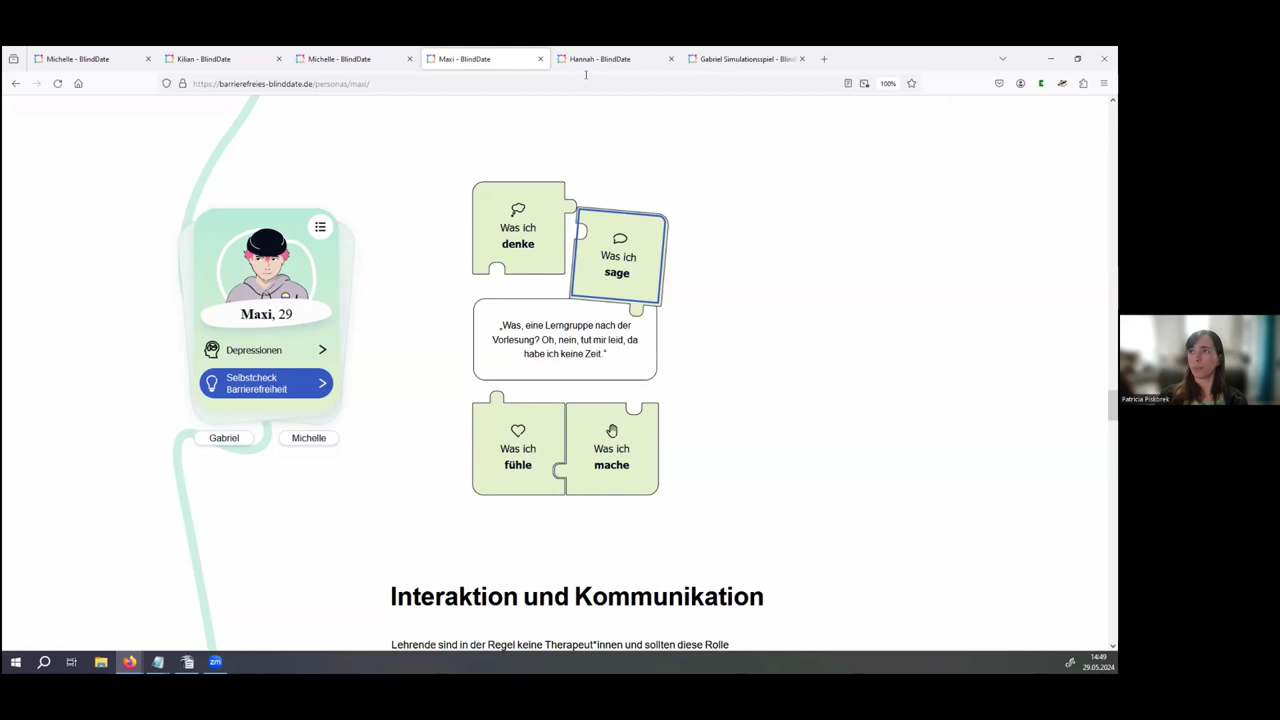 Michelle - BlindDate
Kilian - BlindDate
Michelle - BlindDate
Maxi - BlindDate
Hannah - BlindDate
Gabriel Simulationsspiel - Blind
https://barrierefreies-blinddate.de/personas/maxi/
100%
Was ich
denke
Was ich
sage
Maxi, 29
Depressionen
Selbstcheck
Barrierefreiheit
Gabriel
Michelle
„Was, eine Lerngruppe nach der
Vorlesung? Oh, nein, tut mir leid, da
habe ich keine Zeit.“
Was ich
fühle
Was ich
mache
Interaktion und Kommunikation
Lehrende sind in der Regel keine Therapeut*innen und sollten diese Rolle
Patricia Piskorek
zm
14:49
29.05.2024